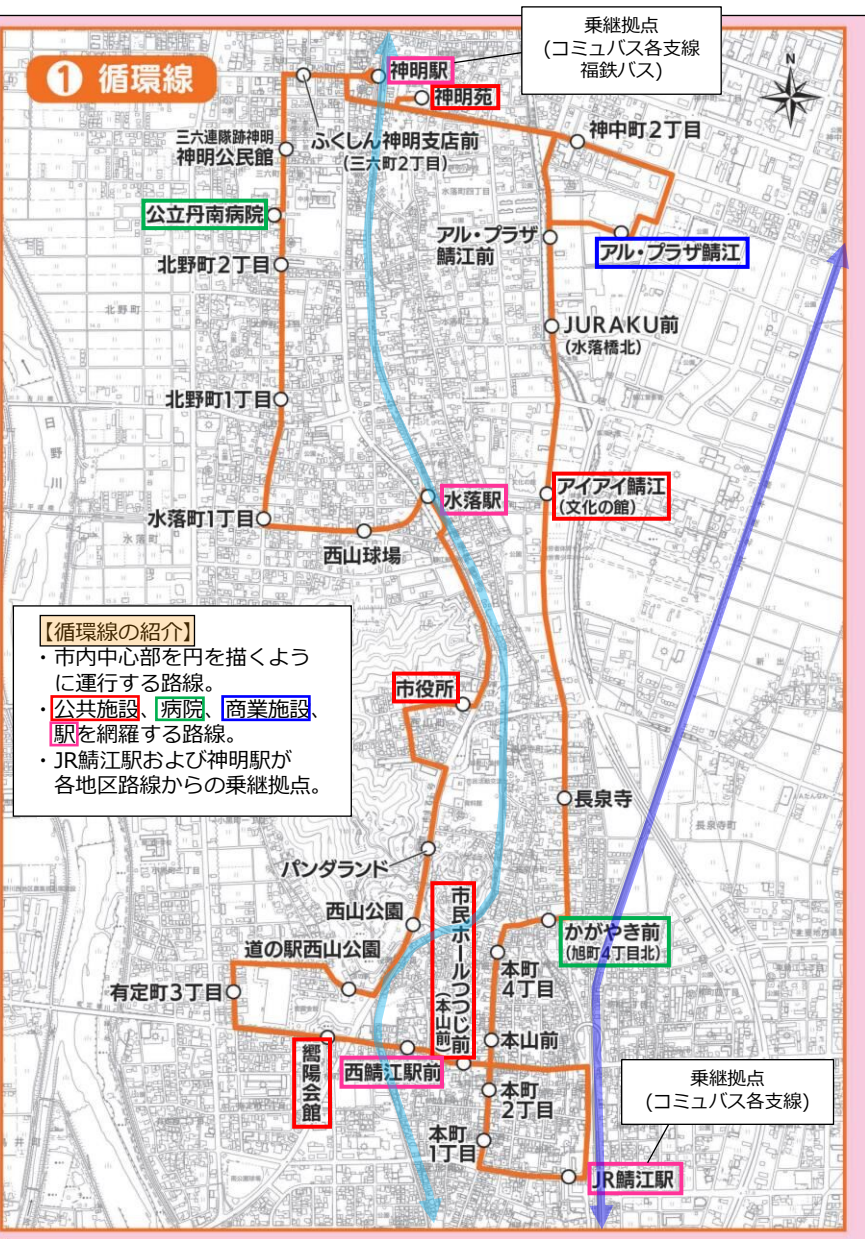 ① 循環線
乗継拠点
(コミュバス各支線
福鉄バス)
N
神明駅
神明苑
三六連隊跡神明
神明公民館
ふくしん神明支店前
(三六町2丁目)
神中町2丁目
公立丹南病院
アル・プラザ
鯖江前
アル・プラザ鯖江
北野町2丁目
北野町
JURAKU前
(水落橋北)
北野町1丁目
日野川
水落駅
アイアイ鯖江
(文化の館)
水落町1丁目
水落町
西山球場
【循環線の紹介】
・市内中心部を円を描くよう
に運行する路線。
・公共施設、病院、商業施設、
駅を網羅する路線。
・JR鯖江駅および神明駅が
各地区路線からの乗継拠点。
市役所
長泉寺
長泉寺町
パンダランド
西山公園
市民ホールつつじ前
(本山前)
かがやき前
(旭町4丁目北)
道の駅西山公園
本町
4丁目
有定町3丁目
本山前
嚮陽会館
西鯖江駅前
本町
2丁目
乗継拠点
(コミュバス各支線)
本町
1丁目
JR鯖江駅